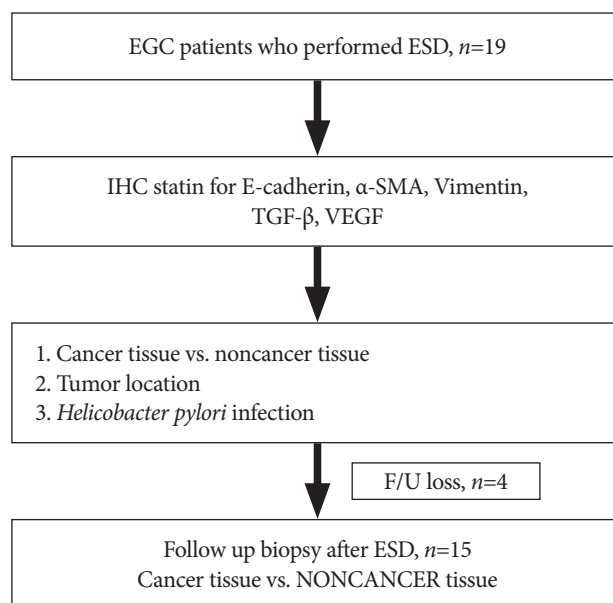 EGC patients who performed ESD, n=19
IHC statin for E-cadherin, α-SMA, Vimentin,
TGF-β, VEGF
1. Cancer tissue vs. noncancer tissue
2. Tumor location
3. Helicobacter pylori infection
F/U loss, n=4
Follow up biopsy after ESD, n=15
Cancer tissue vs. NONCANCER tissue